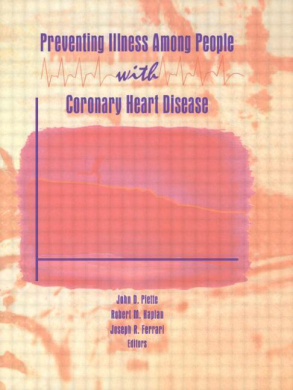 Preventing Illness Among People
with
Coronary Heart Disease
John D. Piette
Robert M. Kaplan
Joseph R. Ferrari
Editors